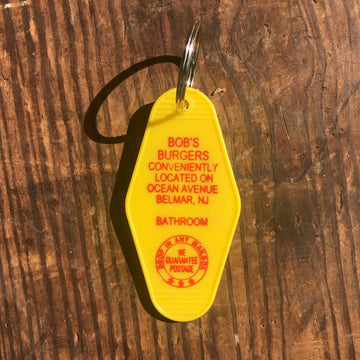 BOB'S
BURGERS
CONVENIENTLY
LOCATED ON
OCEAN AVENUE
BELMAR, NJ
BATHROOM
DROP IN ANY MAILBOX
WE
GUARANTEE
POSTAGE